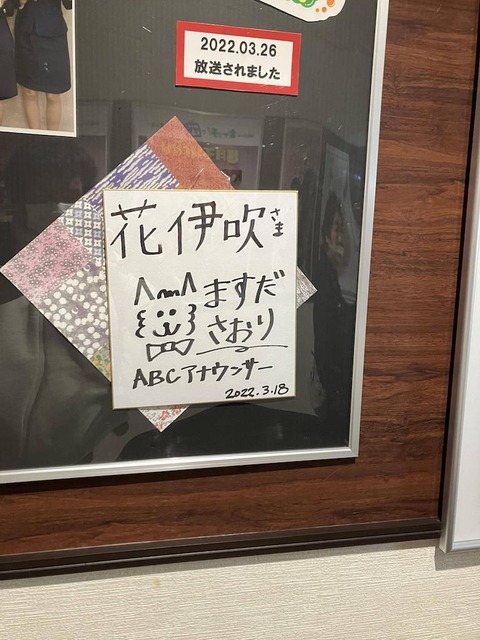 2022.03.26
放送されました
花伊吹さま
ますだ
さおり
ABCアナウンサー
2022.3.18